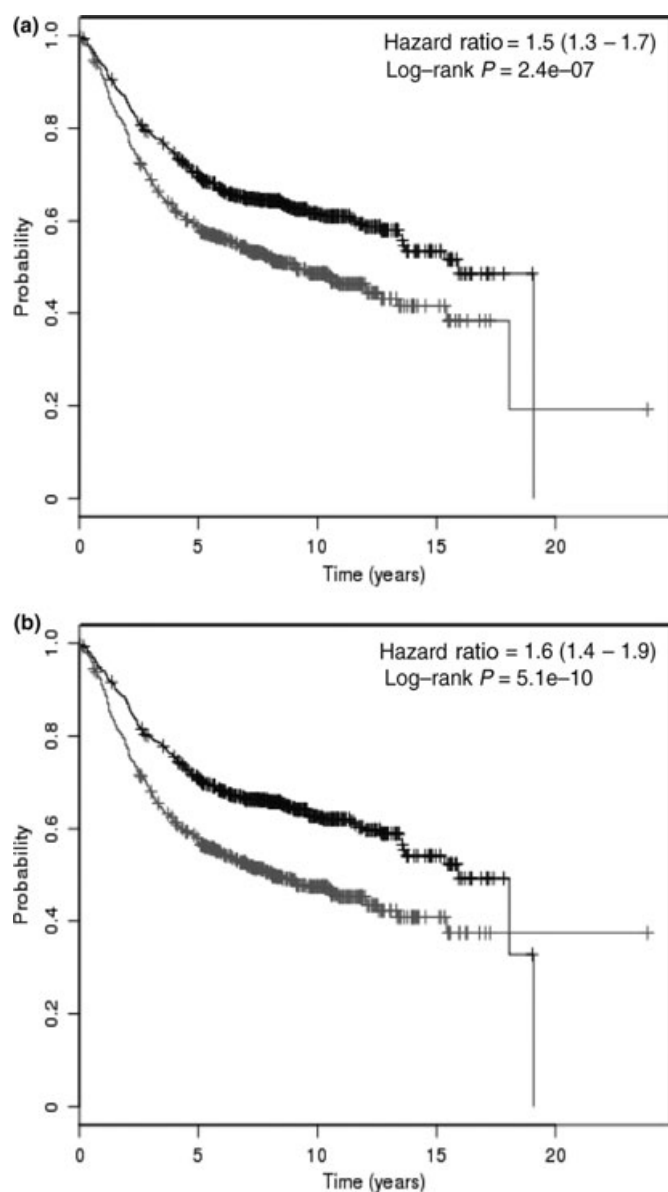 (a)
Hazard ratio = 1.5 (1.3 – 1.7)
Log–rank P = 2.4e–07
Probability
1.0
0.8
0.6
0.4
0.2
0
0 5 10 15 20
Time (years)
(b)
Hazard ratio = 1.6 (1.4 – 1.9)
Log–rank P = 5.1e–10
Probability
1.0
0.8
0.6
0.4
0.2
0
0 5 10 15 20
Time (years)